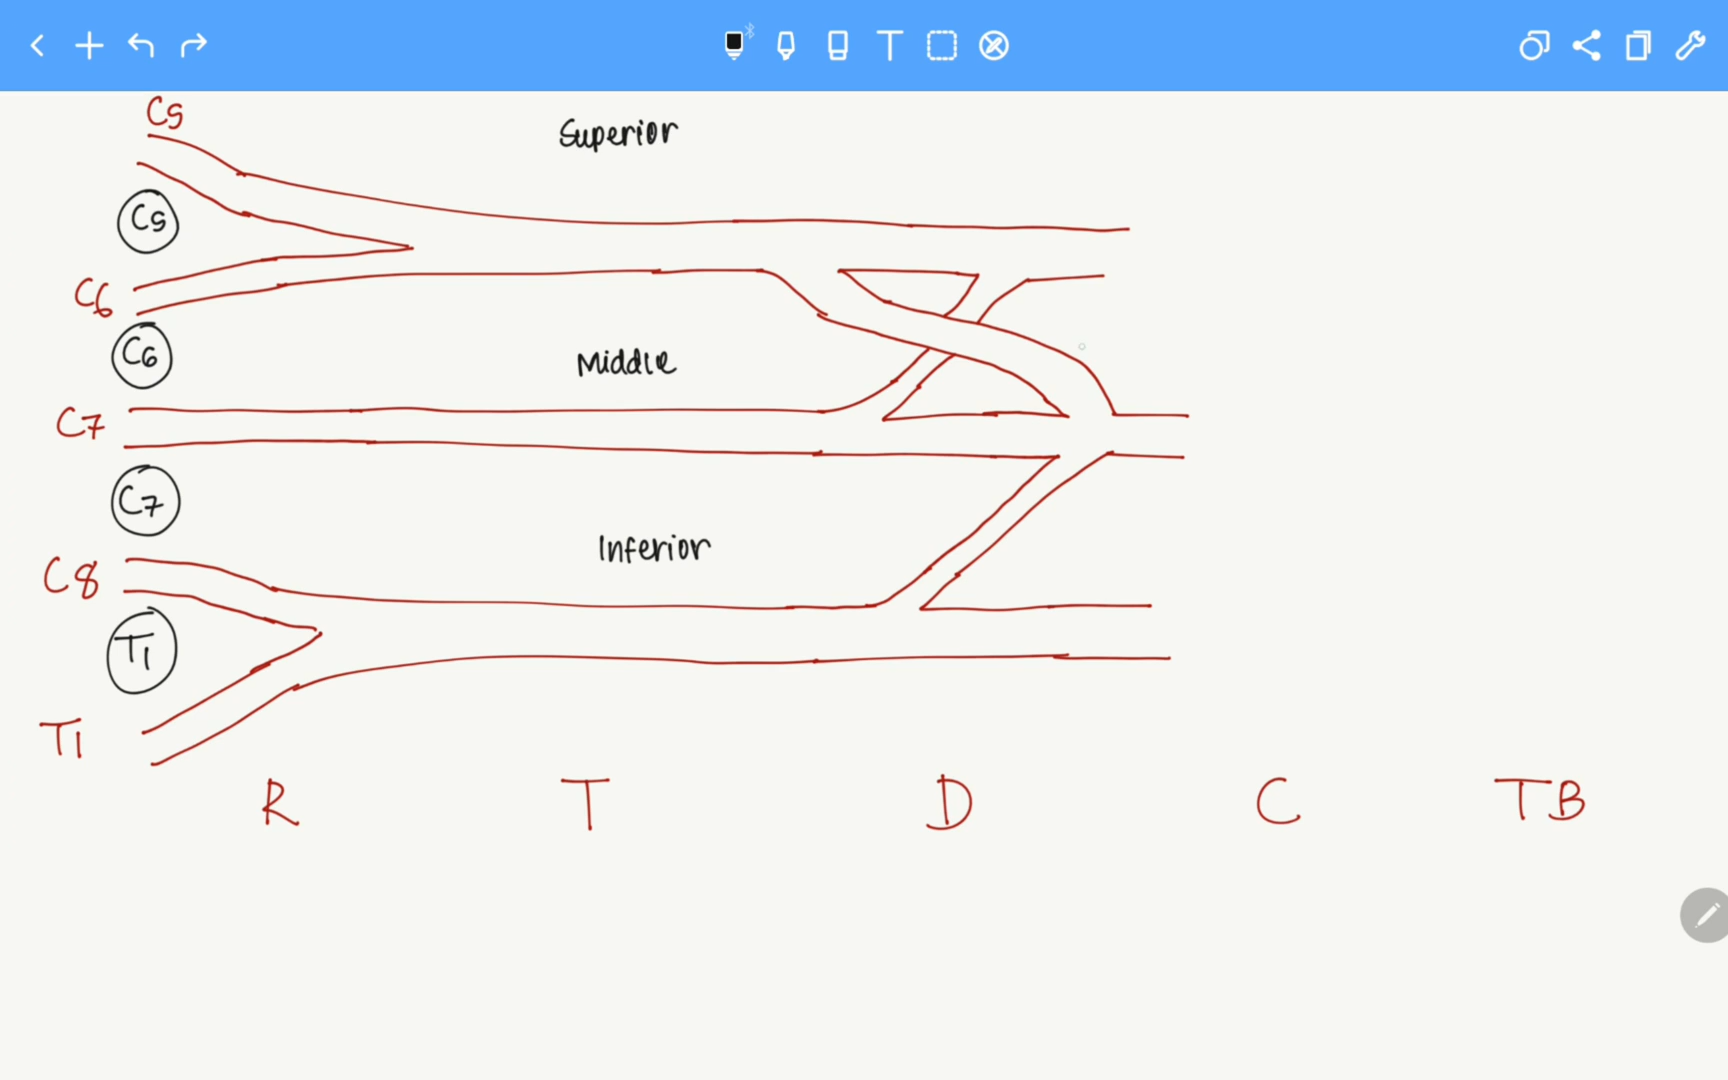 C5
Superior
C5
C6
C6
Middle
C7
C7
Inferior
C8
T1
T1
R T D C TB